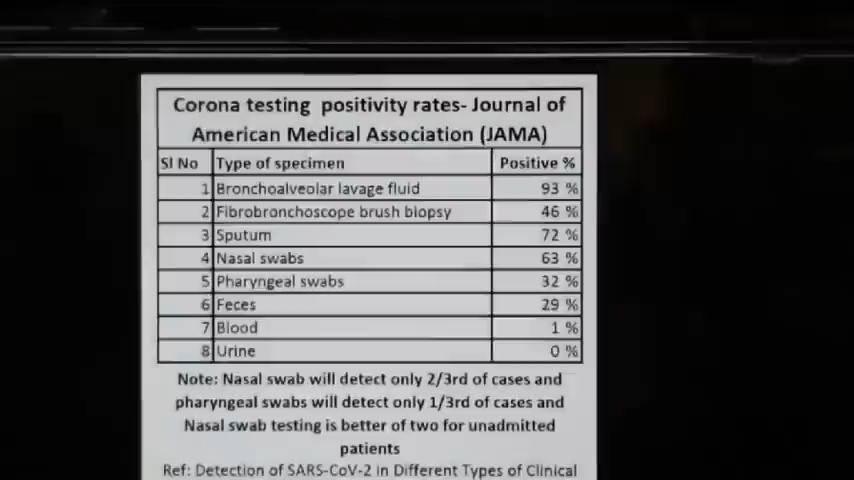 Corona testing positivity rates- Journal of
American Medical Association (JAMA)
Sl No Type of specimen Positive %
1 Bronchoalveolar lavage fluid 93 %
2 Fibrobronchoscope brush biopsy 46 %
3 Sputum 72 %
4 Nasal swabs 63 %
5 Pharyngeal swabs 32 %
6 Feces 29 %
7 Blood 1 %
8 Urine 0 %
Note: Nasal swab will detect only 2/3rd of cases and
pharyngeal swabs will detect only 1/3rd of cases and
Nasal swab testing is better of two for unadmitted
patients
Ref: Detection of SARS-CoV-2 in Different Types of Clinical